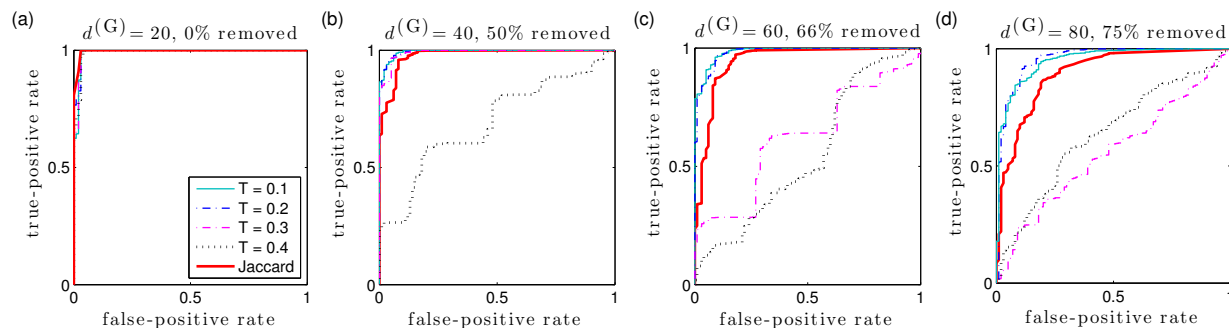 (a)
d(G) = 20, 0% removed
true-positive rate
1
0.5
0
0
0.5
1
false-positive rate
T = 0.1
T = 0.2
T = 0.3
T = 0.4
Jaccard
(b)
d(G) = 40, 50% removed
true-positive rate
1
0.5
0
0
0.5
1
false-positive rate
(c)
d(G) = 60, 66% removed
true-positive rate
1
0.5
0
0
0.5
1
false-positive rate
(d)
d(G) = 80, 75% removed
true-positive rate
1
0.5
0
0
0.5
1
false-positive rate